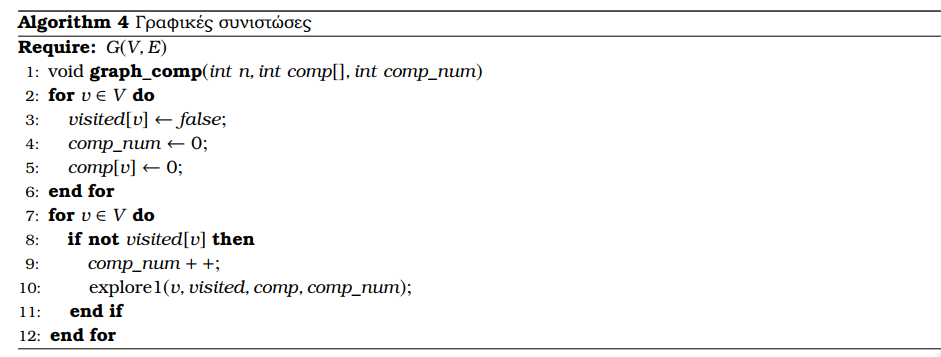 Algorithm 4 Γραφικές συνιστώσες
Require: G(V, E)
1: void graph_comp(int n, int comp[], int comp_num)
2: for v ∈ V do
3: visited[v] ← false;
4: comp_num ← 0;
5: comp[v] ← 0;
6: end for
7: for v ∈ V do
8: if not visited[v] then
9: comp_num + +;
10: explore1(v, visited, comp, comp_num);
11: end if
12: end for